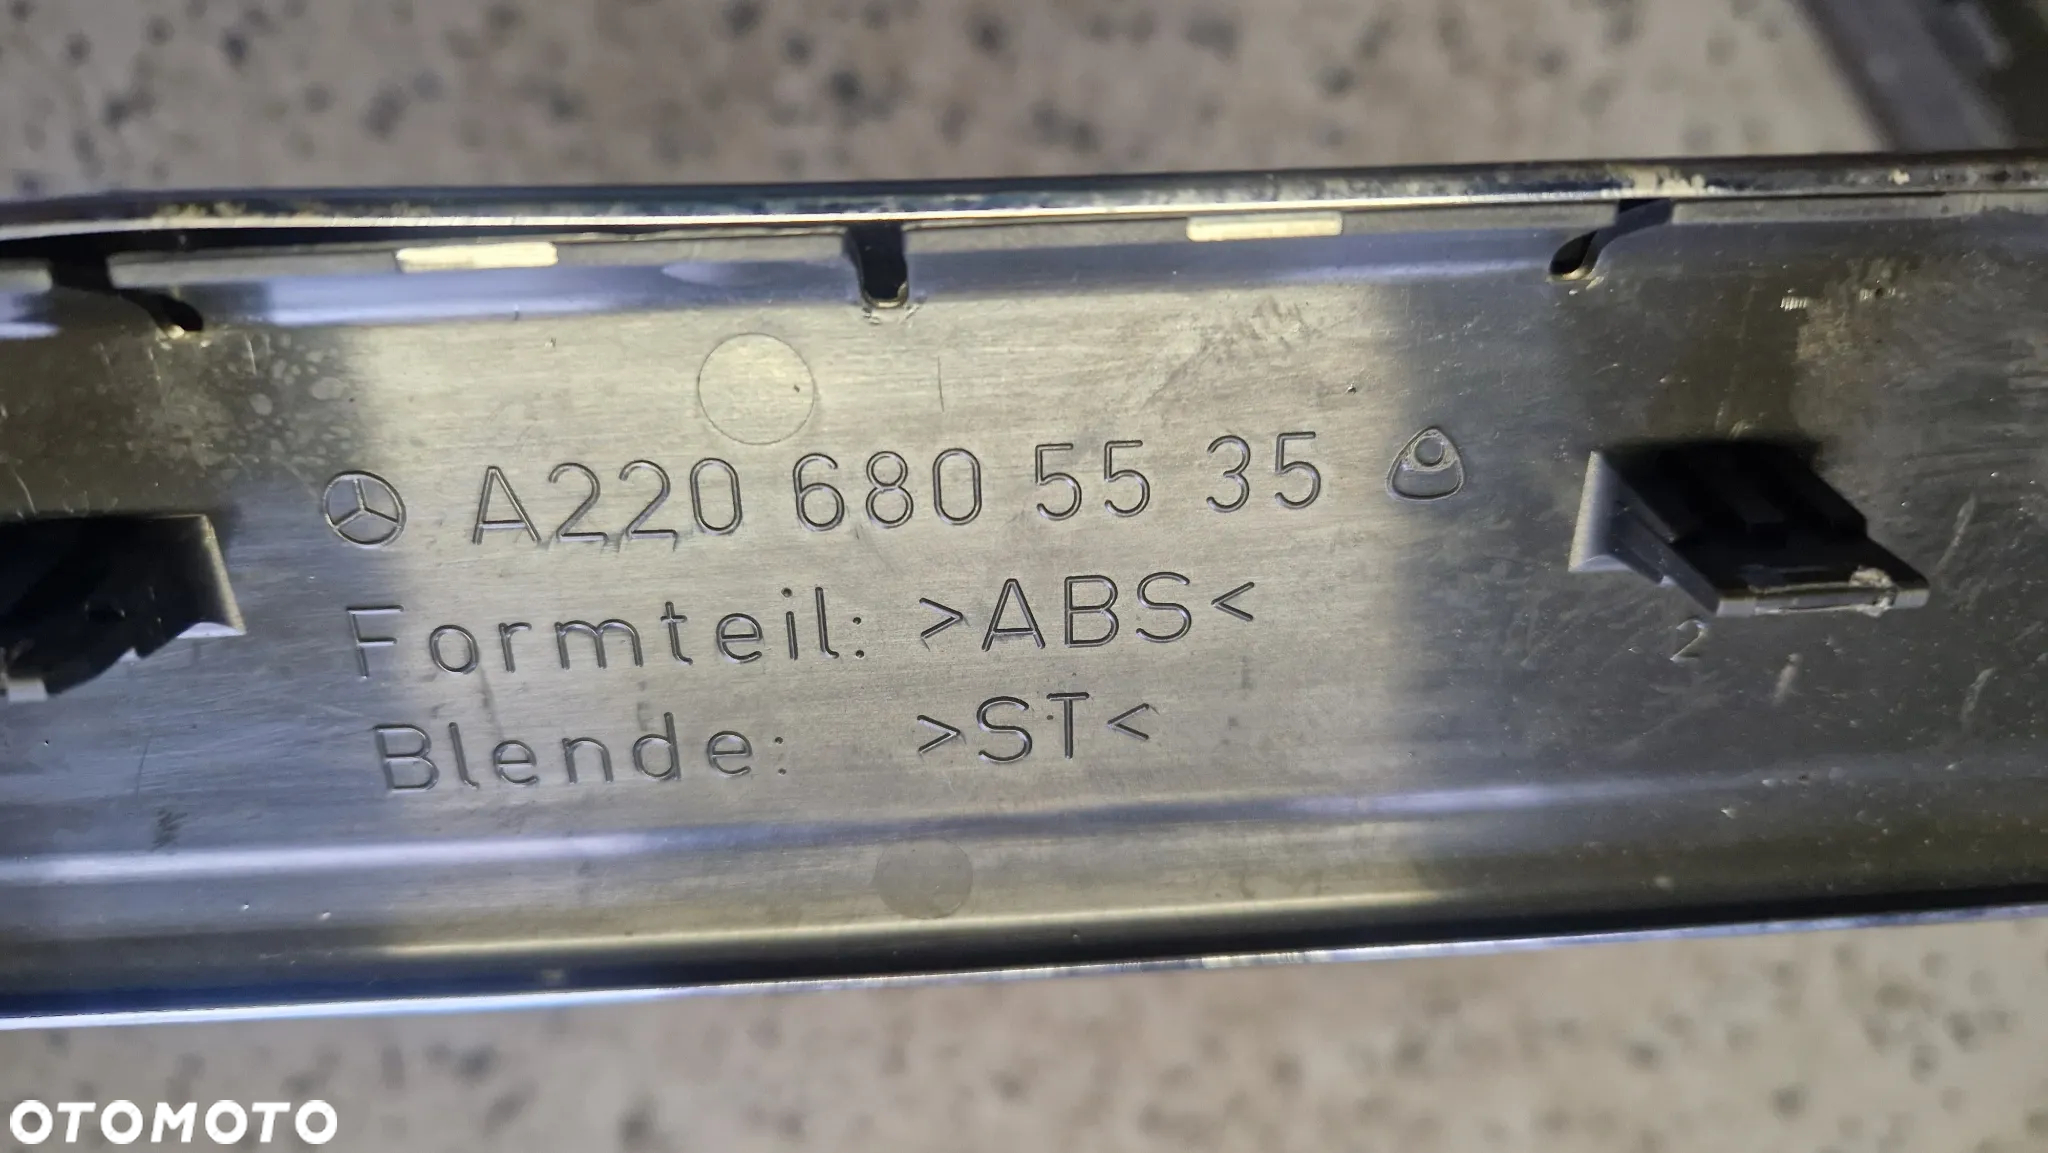 A220 680 55 35
Formteil: >ABS<
Blende: >ST<
2
OTOMOTO